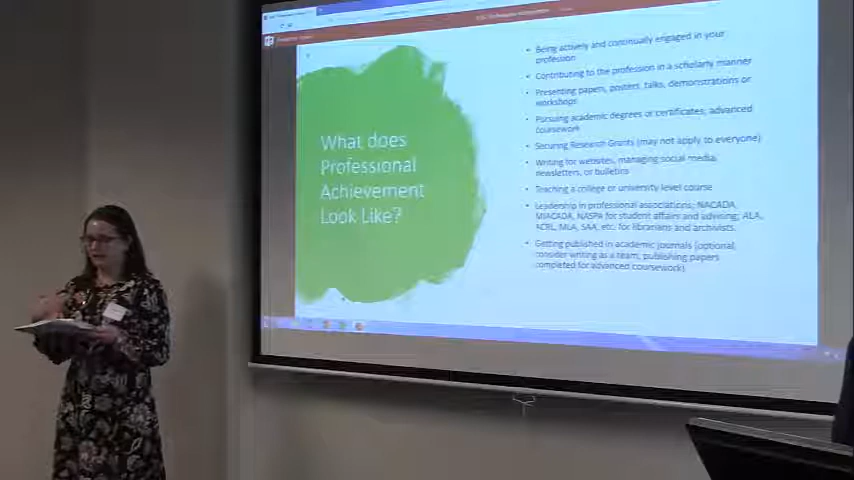 What does
Professional
Achievement
Look Like?
• Being actively and continually engaged in your
profession
• Contributing to the profession in a scholarly manner
• Presenting papers, posters, talks, demonstrations or
workshops
• Pursuing academic degrees or certificates, advanced
coursework
• Securing Research Grants (may not apply to everyone)
• Writing for websites, managing social media,
newsletters, or bulletins
• Teaching a college or university level course
• Leadership in professional associations; NACADA,
MIACADA, NASPA for student affairs and advising; ALA,
ACRL, MLA, SAA, etc. for librarians and archivists.
• Getting published in academic journals (optional,
consider writing as a team, publishing papers
completed for advanced coursework)